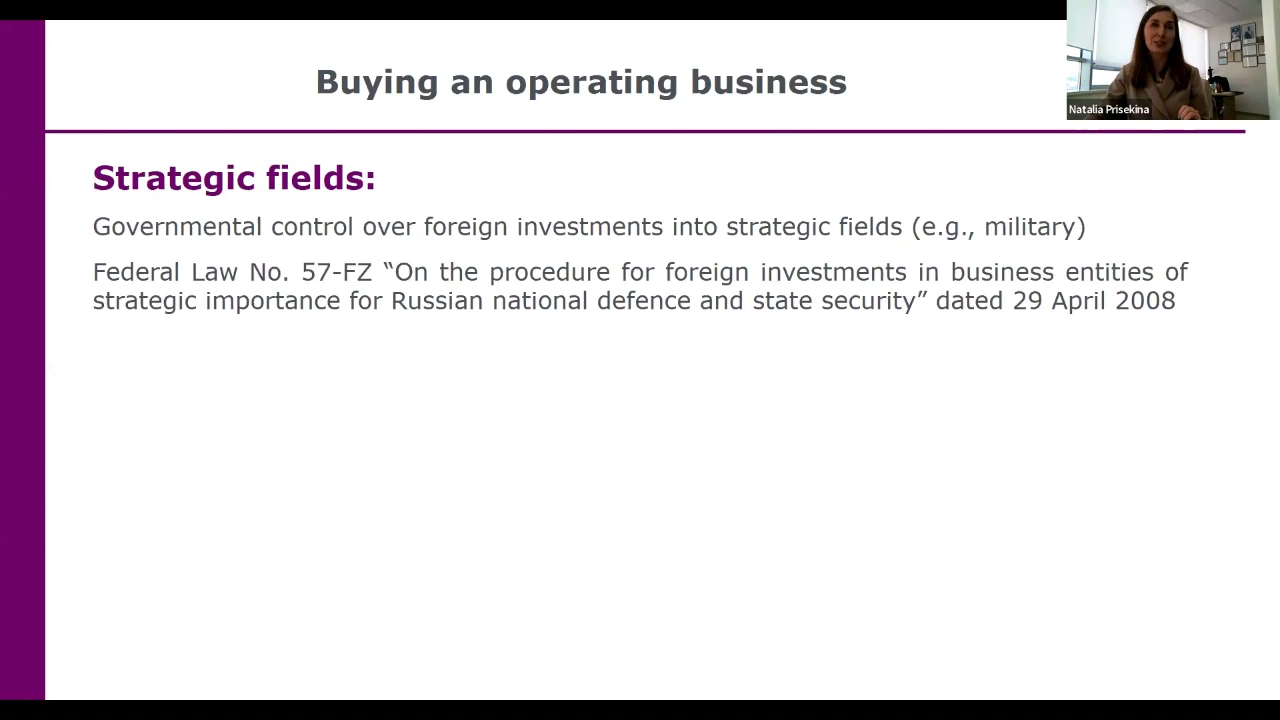 Buying an operating business
Natalia Prisekina
Strategic fields:
Governmental control over foreign investments into strategic fields (e.g., military)
Federal Law No. 57-FZ “On the procedure for foreign investments in business entities of
strategic importance for Russian national defence and state security” dated 29 April 2008